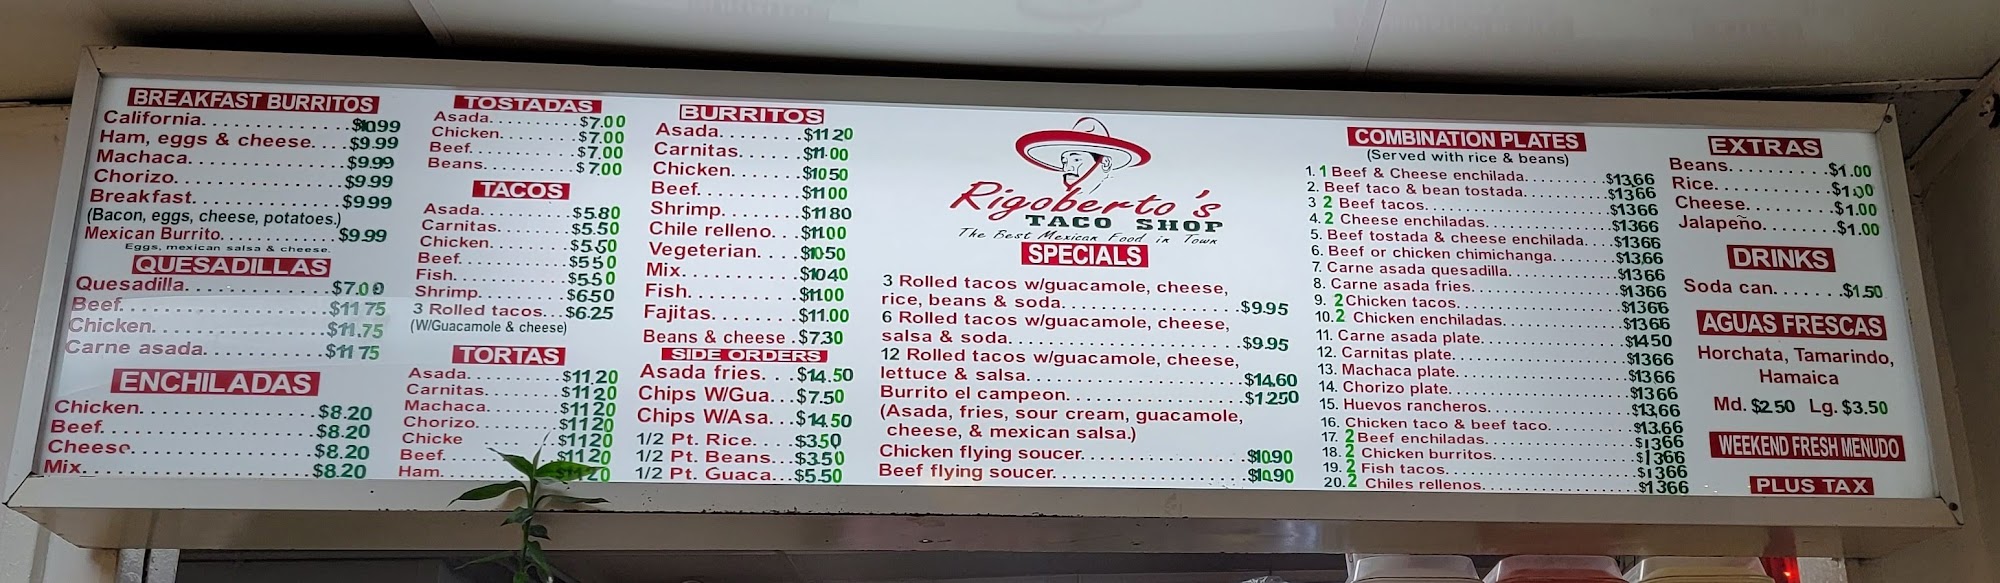 BREAKFAST BURRITOS
California..............$10.99
Ham, eggs & cheese....$9.99
Machaca................$9.99
Chorizo.................$9.99
Breakfast...............$9.99
(Bacon, eggs, cheese, potatoes.)
Mexican Burrito...........$9.99
Eggs, mexican salsa & cheese.
QUESADILLAS
Quesadilla...............$7.00
Beef.....................$11 75
Chicken..................$11.75
Carne asada............$11 75
ENCHILADAS
Chicken.................$8.20
Beef.....................$8.20
Cheese..................$8.20
Mix......................$8.20
TOSTADAS
Asada..........$7.00
Chicken.........$7.00
Beef............$7.00
Beans..........$7.00
TACOS
Asada..........$5.80
Carnitas.........$5.50
Chicken.........$5.50
Beef............$5 50
Fish.............$5.50
Shrimp..........$6.50
3 Rolled tacos...$6.25
(W/Guacamole & cheese)
TORTAS
Asada............$11.20
Carnitas..........$11 20
Machaca.........$11 20
Chorizo..........$11 20
Chicke $11 20
Beef. $11 20
Ham.
BURRITOS
Asada.......$11 20
Carnitas......$11.00
Chicken.......$10 50
Beef..........$11 00
Shrimp........$11 80
Chile relleno...$11.00
Vegeterian....$10.50
Mix............$10 40
Fish...........$11.00
Fajitas.........$11.00
Beans & cheese .$7.30
SIDE ORDERS
Asada fries....$14.50
Chips W/Gua...$7.50
Chips W/Asa...$14.50
1/2 Pt. Rice....$3.50
1/2 Pt. Beans...$3.50
1/2 Pt. Guaca...$5.50
Rigoberto's
TACO SHOP
The Best Mexican Food in Town
SPECIALS
3 Rolled tacos w/guacamole, cheese,
rice, beans & soda......................$9.95
6 Rolled tacos w/guacamole, cheese,
salsa & soda.............................$9.95
12 Rolled tacos w/guacamole, cheese,
lettuce & salsa...........................$14.60
Burrito el campeon.......................$12.50
(Asada, fries, sour cream, guacamole,
cheese, & mexican salsa.)
Chicken flying soucer....................$10.90
Beef flying soucer........................$10.90
COMBINATION PLATES
(Served with rice & beans)
1. 1 Beef & Cheese enchilada...........$13.66
2. Beef taco & bean tostada...........$13.66
3 2 Beef tacos.........................$13 66
4. 2 Cheese enchiladas................$13 66
5. Beef tostada & cheese enchilada....$13 66
6. Beef or chicken chimichanga........$13.66
7. Carne asada quesadilla.............$13 66
8. Carne asada fries...................$13 66
9. 2 Chicken tacos.....................$13 66
10. 2 Chicken enchiladas..............$13 66
11. Carne asada plate.................$14 50
12. Carnitas plate.....................$13 66
13. Machaca plate.....................$13 66
14. Chorizo plate......................$13 66
15. Huevos rancheros.................$13,66
16. Chicken taco & beef taco..........$13.66
17. 2 Beef enchiladas..................$13 66
18. 2 Chicken burritos.................$13 66
19. 2 Fish tacos.......................$13 66
20. 2 Chiles rellenos..................$13 66
EXTRAS
Beans...........$1.00
Rice.............$1.00
Cheese..........$1.00
Jalapeño........$1.00
DRINKS
Soda can.......$1.50
AGUAS FRESCAS
Horchata, Tamarindo,
Hamaica
Md. $2.50 Lg. $3.50
WEEKEND FRESH MENUDO
PLUS TAX